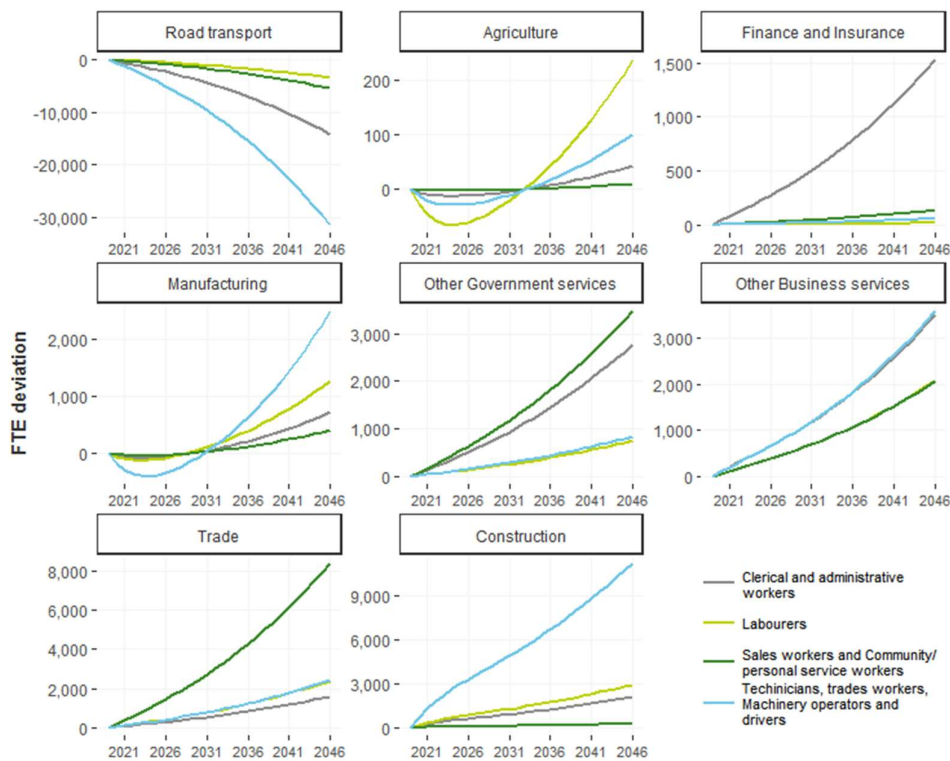 Road transport
Agriculture
Finance and Insurance
0
-10,000
-20,000
-30,000
200
100
0
1,500
1,000
500
0
2021 2026 2031 2036 2041 2046
2021 2026 2031 2036 2041 2046
2021 2026 2031 2036 2041 2046
Manufacturing
Other Government services
Other Business services
FTE deviation
2,000
1,000
0
3,000
2,000
1,000
0
3,000
2,000
1,000
0
2021 2026 2031 2036 2041 2046
2021 2026 2031 2036 2041 2046
2021 2026 2031 2036 2041 2046
Trade
Construction
8,000
6,000
4,000
2,000
0
9,000
6,000
3,000
0
2021 2026 2031 2036 2041 2046
2021 2026 2031 2036 2041 2046
Clerical and administrative
workers
Labourers
Sales workers and Community/
personal service workers
Techinicians, trades workers,
Machinery operators and
drivers